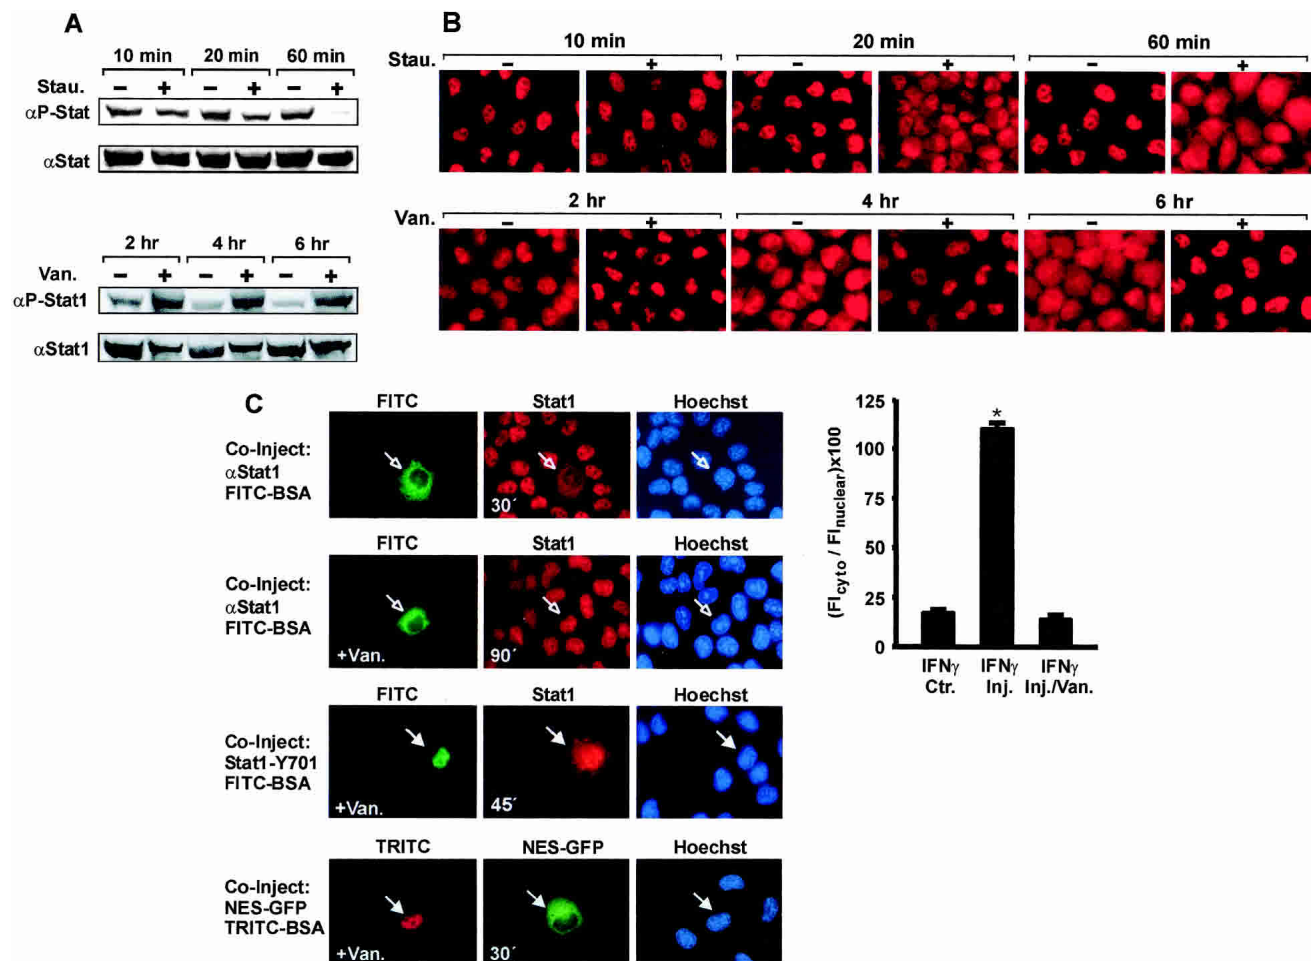 A
10 min 20 min 60 min
Stau. – + – + – +
αP-Stat
αStat
2 hr 4 hr 6 hr
Van. – + – + – +
αP-Stat1
αStat1
B
10 min 20 min 60 min
Stau. – + – + – +
2 hr 4 hr 6 hr
Van. – + – + – +
C
FITC Stat1 Hoechst
Co-Inject:
αStat1
FITC-BSA
30´
FITC Stat1 Hoechst
Co-Inject:
αStat1
FITC-BSA
+Van. 90´
FITC Stat1 Hoechst
Co-Inject:
Stat1-Y701
FITC-BSA
+Van. 45´
TRITC NES-GFP Hoechst
Co-Inject:
NES-GFP
TRITC-BSA
+Van. 30´
(FIcyto / FInuclear)x100
125
100
75
50
25
0
*
IFNγ IFNγ IFNγ
Ctr. Inj. Inj./Van.